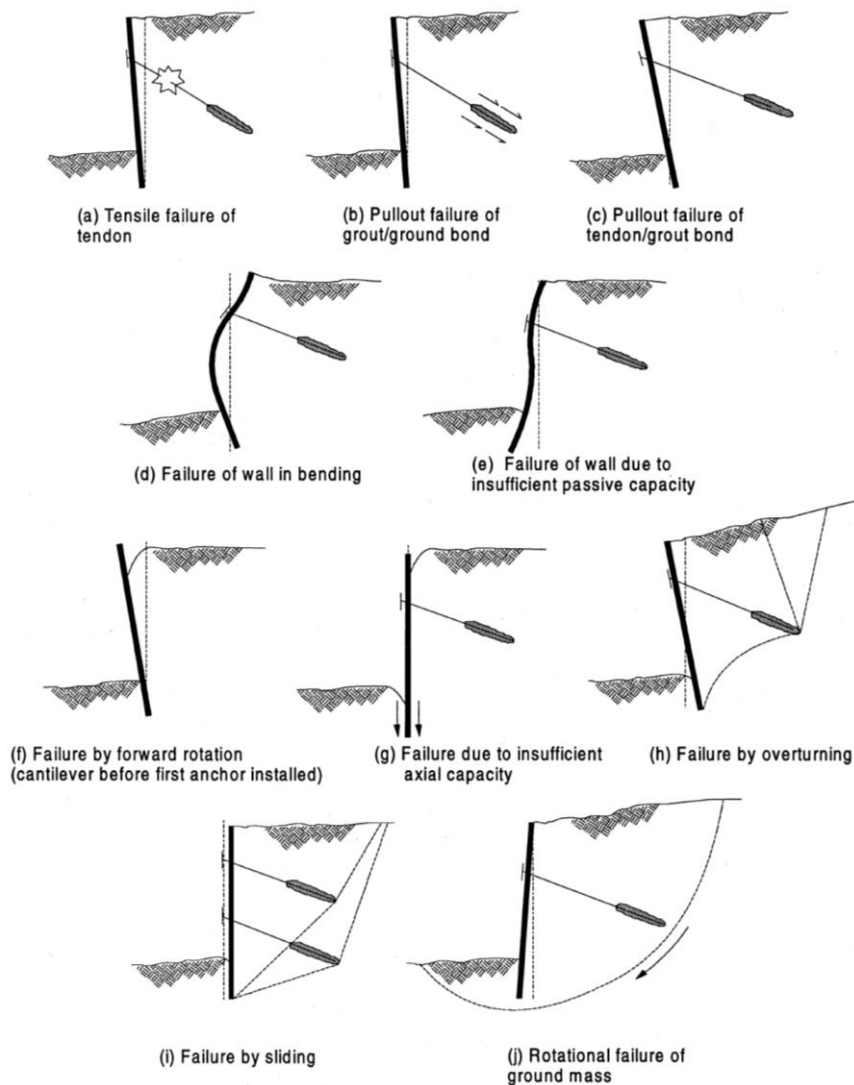 (a) Tensile failure of
tendon
(b) Pullout failure of
grout/ground bond
(c) Pullout failure of
tendon/grout bond
(d) Failure of wall in bending
(e) Failure of wall due to
insufficient passive capacity
(f) Failure by forward rotation
(cantilever before first anchor installed)
(g) Failure due to insufficient
axial capacity
(h) Failure by overturning
(i) Failure by sliding
(j) Rotational failure of
ground mass